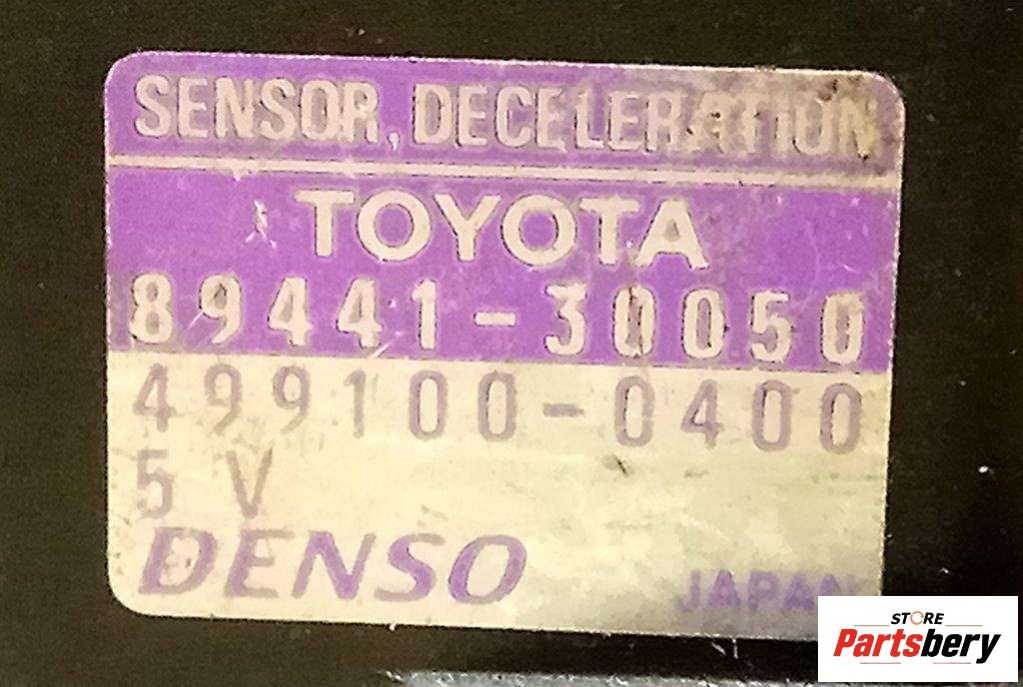 SENSOR, DECELERATION
TOYOTA
89441-30050
499100-0400
5 V
DENSO
JAPAN
STORE
Partsbery